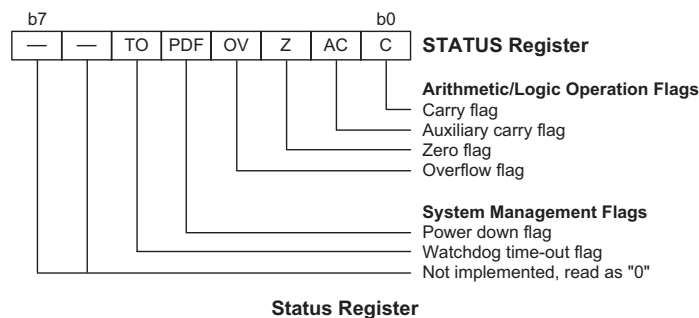 b7 b0
— — TO PDF OV Z AC C STATUS Register
Arithmetic/Logic Operation Flags
Carry flag
Auxiliary carry flag
Zero flag
Overflow flag
System Management Flags
Power down flag
Watchdog time-out flag
Not implemented, read as "0"
Status Register